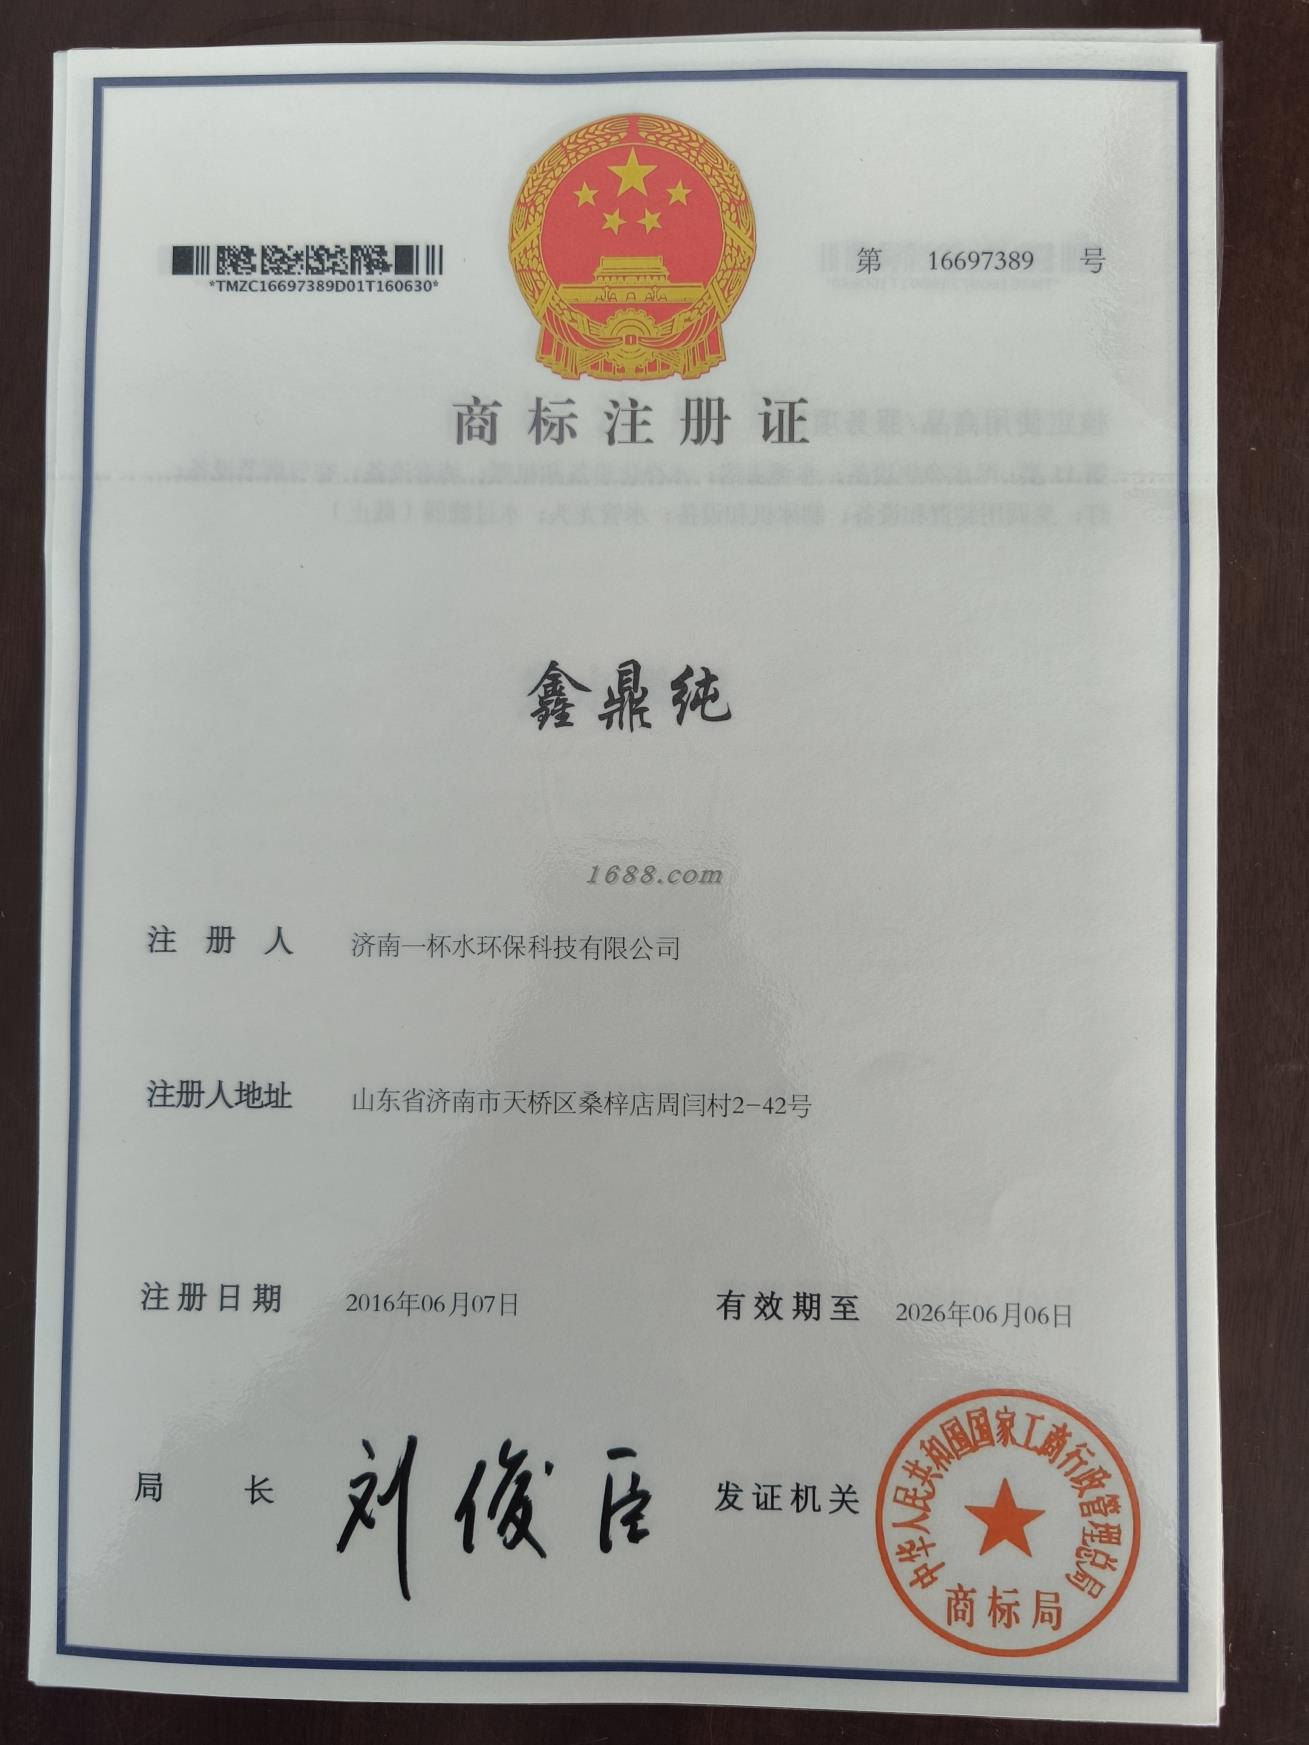 第 16697389 号
*TMZC16697389D01T160630*
商标注册证
鑫鼎纯
1688.com
注册人 济南一杯水环保科技有限公司
注册人地址 山东省济南市天桥区桑梓店周闫村2-42号
注册日期 2016年06月07日 有效期至 2026年06月06日
局长 刘俊臣 发证机关
中华人民共和国国家工商行政管理总局
商标局